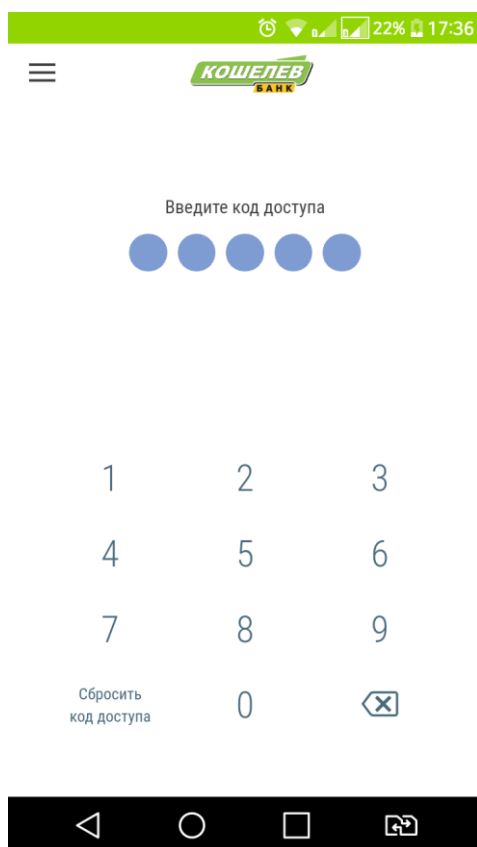 22% 17:36
КОШЕЛЕВ
БАНК
Введите код доступа
1 2 3
4 5 6
7 8 9
Сбросить
код доступа
0